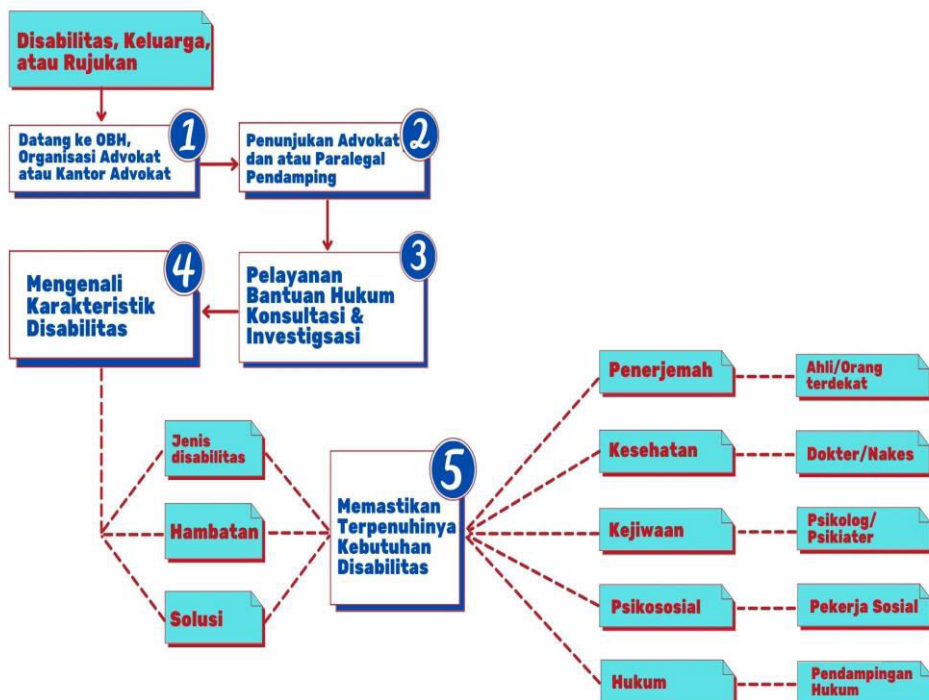 Disabilitas, Keluarga,
atau Rujukan
1
Datang ke OBH,
Organisasi Advokat
atau Kantor Advokat
2
Penunjukan Advokat
dan atau Paralegal
Pendamping
3
Pelayanan
Bantuan Hukum
Konsultasi &
Investigsasi
4
Mengenali
Karakteristik
Disabilitas
Jenis
disabilitas
Hambatan
Solusi
5
Memastikan
Terpenuhinya
Kebutuhan
Disabilitas
Penerjemah
Ahli/Orang
terdekat
Kesehatan
Dokter/Nakes
Kejiwaan
Psikolog/
Psikiater
Psikososial
Pekerja Sosial
Hukum
Pendampingan
Hukum